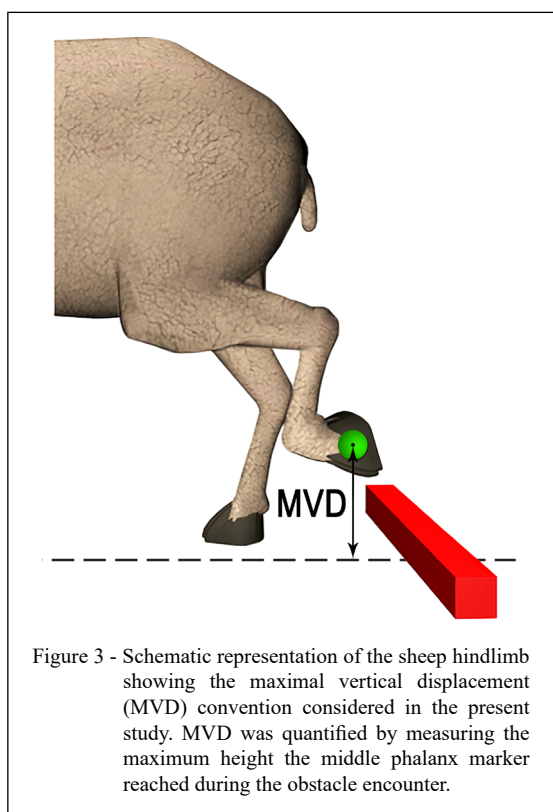 MVD
Figure 3 - Schematic representation of the sheep hindlimb
showing the maximal vertical displacement
(MVD) convention considered in the present
study. MVD was quantified by measuring the
maximum height the middle phalanx marker
reached during the obstacle encounter.